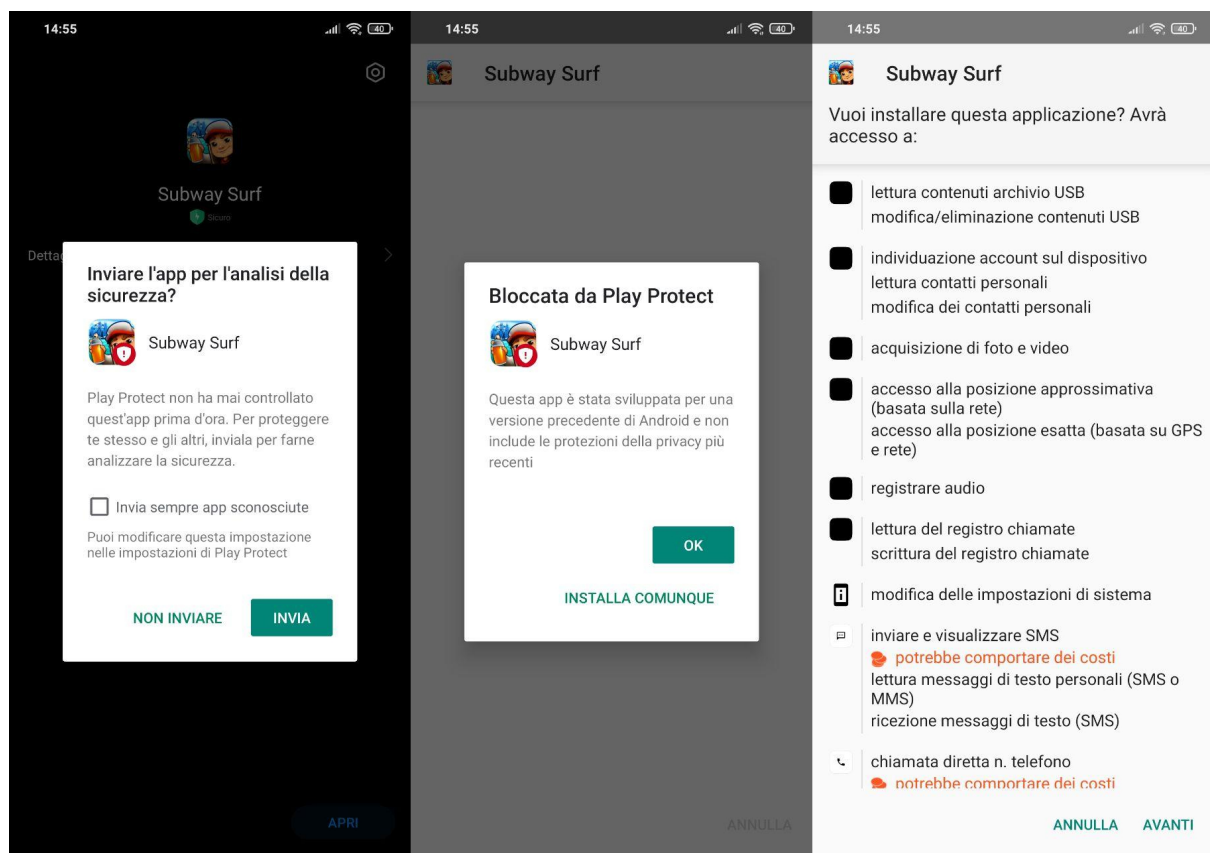 14:55
40
Subway Surf
Sicuro
Detta
Inviare l'app per l'analisi della
sicurezza?
Subway Surf
Play Protect non ha mai controllato
quest'app prima d'ora. Per proteggere
te stesso e gli altri, inviala per farne
analizzare la sicurezza.
Invia sempre app sconosciute
Puoi modificare questa impostazione
nelle impostazioni di Play Protect
NON INVIARE
INVIA
APRI
14:55
40
Subway Surf
Bloccata da Play Protect
Subway Surf
Questa app è stata sviluppata per una
versione precedente di Android e non
include le protezioni della privacy più
recenti
OK
INSTALLA COMUNQUE
ANNULLA
14:55
40
Subway Surf
Vuoi installare questa applicazione? Avrà
accesso a:
lettura contenuti archivio USB
modifica/eliminazione contenuti USB
individuazione account sul dispositivo
lettura contatti personali
modifica dei contatti personali
acquisizione di foto e video
accesso alla posizione approssimativa
(basata sulla rete)
accesso alla posizione esatta (basata su GPS
e rete)
registrare audio
lettura del registro chiamate
scrittura del registro chiamate
modifica delle impostazioni di sistema
inviare e visualizzare SMS
potrebbe comportare dei costi
lettura messaggi di testo personali (SMS o
MMS)
ricezione messaggi di testo (SMS)
chiamata diretta n. telefono
potrebbe comportare dei costi
ANNULLA
AVANTI